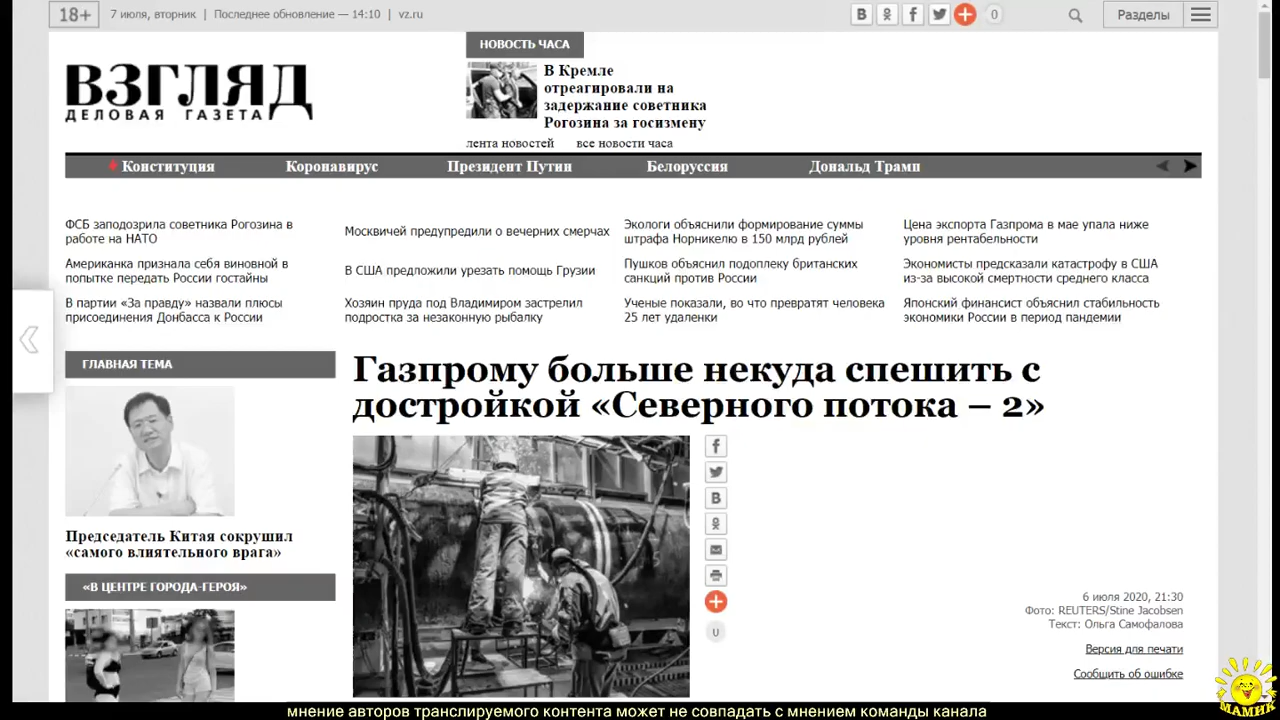 18+ 7 июля, вторник | Последнее обновление — 14:10 | vz.ru
0
Разделы
ВЗГЛЯД
ДЕЛОВАЯ ГАЗЕТА
НОВОСТЬ ЧАСА
В Кремле
отреагировали на
задержание советника
Рогозина за госизмену
лента новостей все новости часа
Конституция Коронавирус Президент Путин Белоруссия Дональд Трамп
ФСБ заподозрила советника Рогозина в
работе на НАТО
Американка признала себя виновной в
попытке передать России гостайны
В партии «За правду» назвали плюсы
присоединения Донбасса к России
Москвичей предупредили о вечерних смерчах
В США предложили урезать помощь Грузии
Хозяин пруда под Владимиром застрелил
подростка за незаконную рыбалку
Экологи объяснили формирование суммы
штрафа Норникелю в 150 млрд рублей
Пушков объяснил подоплеку британских
санкций против России
Ученые показали, во что превратят человека
25 лет удаленки
Цена экспорта Газпрома в мае упала ниже
уровня рентабельности
Экономисты предсказали катастрофу в США
из-за высокой смертности среднего класса
Японский финансист объяснил стабильность
экономики России в период пандемии
ГЛАВНАЯ ТЕМА
Председатель Китая сокрушил
«самого влиятельного врага»
«В ЦЕНТРЕ ГОРОДА-ГЕРОЯ»
Газпрому больше некуда спешить с
достройкой «Северного потока – 2»
U
6 июля 2020, 21:30
Фото: REUTERS/Stine Jacobsen
Текст: Ольга Самофалова
Версия для печати
Сообщить об ошибке
МАМИК
мнение авторов транслируемого контента может не совпадать с мнением команды канала